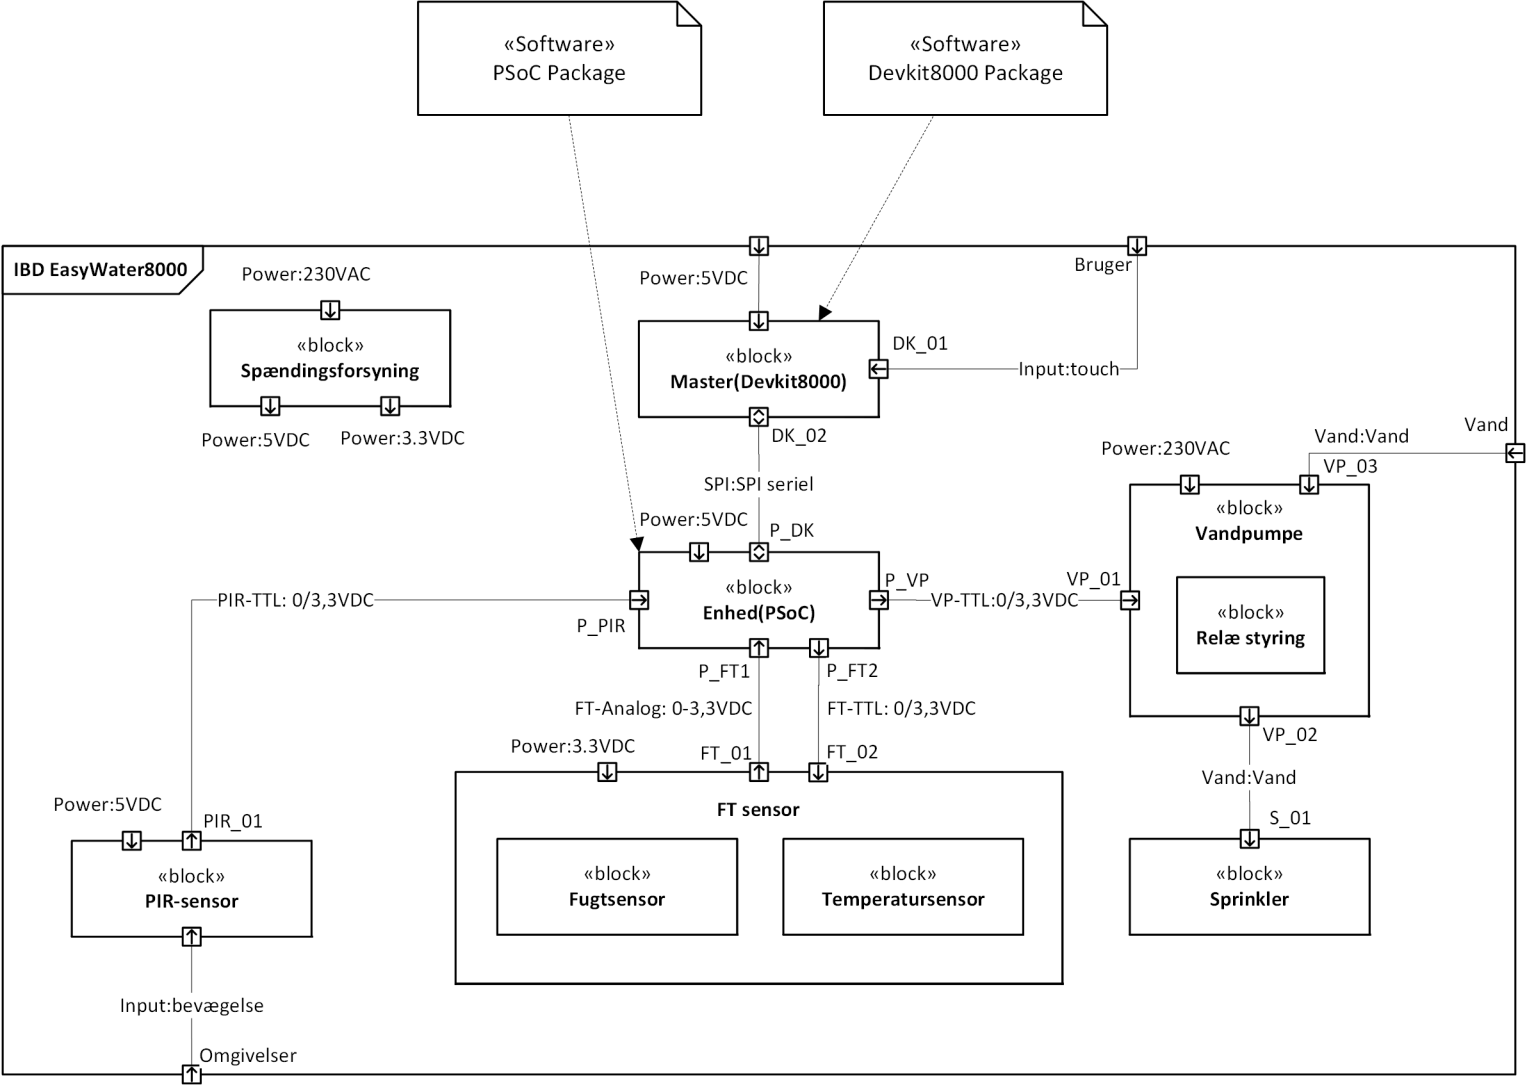 «Software»
PSoC Package
«Software»
Devkit8000 Package
IBD EasyWater8000
Power:230VAC
«block»
Spændingsforsyning
Power:5VDC
Power:3.3VDC
Power:5VDC
Bruger
«block»
Master(Devkit8000)
DK_01
Input:touch
DK_02
SPI:SPI seriel
Power:5VDC
P_DK
«block»
Enhed(PSoC)
PIR-TTL: 0/3,3VDC
P_PIR
P_VP
VP-TTL:0/3,3VDC
VP_01
Vand
Vand:Vand
Power:230VAC
VP_03
«block»
Vandpumpe
«block»
Relæ styring
P_FT1
P_FT2
FT-Analog: 0-3,3VDC
FT-TTL: 0/3,3VDC
Power:3.3VDC
FT_01
FT_02
FT sensor
«block»
Fugtsensor
«block»
Temperatursensor
VP_02
Vand:Vand
S_01
«block»
Sprinkler
Power:5VDC
PIR_01
«block»
PIR-sensor
Input:bevægelse
Omgivelser